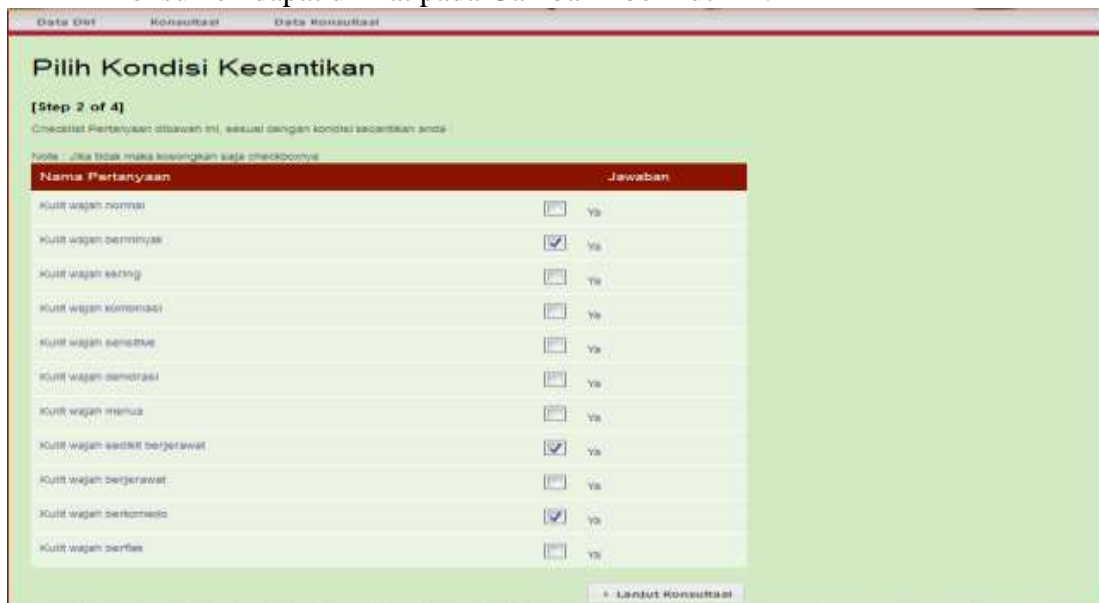 Data Diri Konsultasi Data Konsultasi
Pilih Kondisi Kecantikan
[Step 2 of 4]
Checklist Pertanyaan dibawah ini, sesuai dengan kondisi kecantikan anda
Note : Jika tidak maka kosongkan saja checkboxnya
Nama Pertanyaan Jawaban
Kulit wajah normal Ya
Kulit wajah berminyak Ya
Kulit wajah kering Ya
Kulit wajah kombinasi Ya
Kulit wajah sensitive Ya
Kulit wajah dehidrasi Ya
Kulit wajah menua Ya
Kulit wajah sedikit berjerawat Ya
Kulit wajah berjerawat Ya
Kulit wajah berkomedo Ya
Kulit wajah berflek Ya
Lanjut Konsultasi